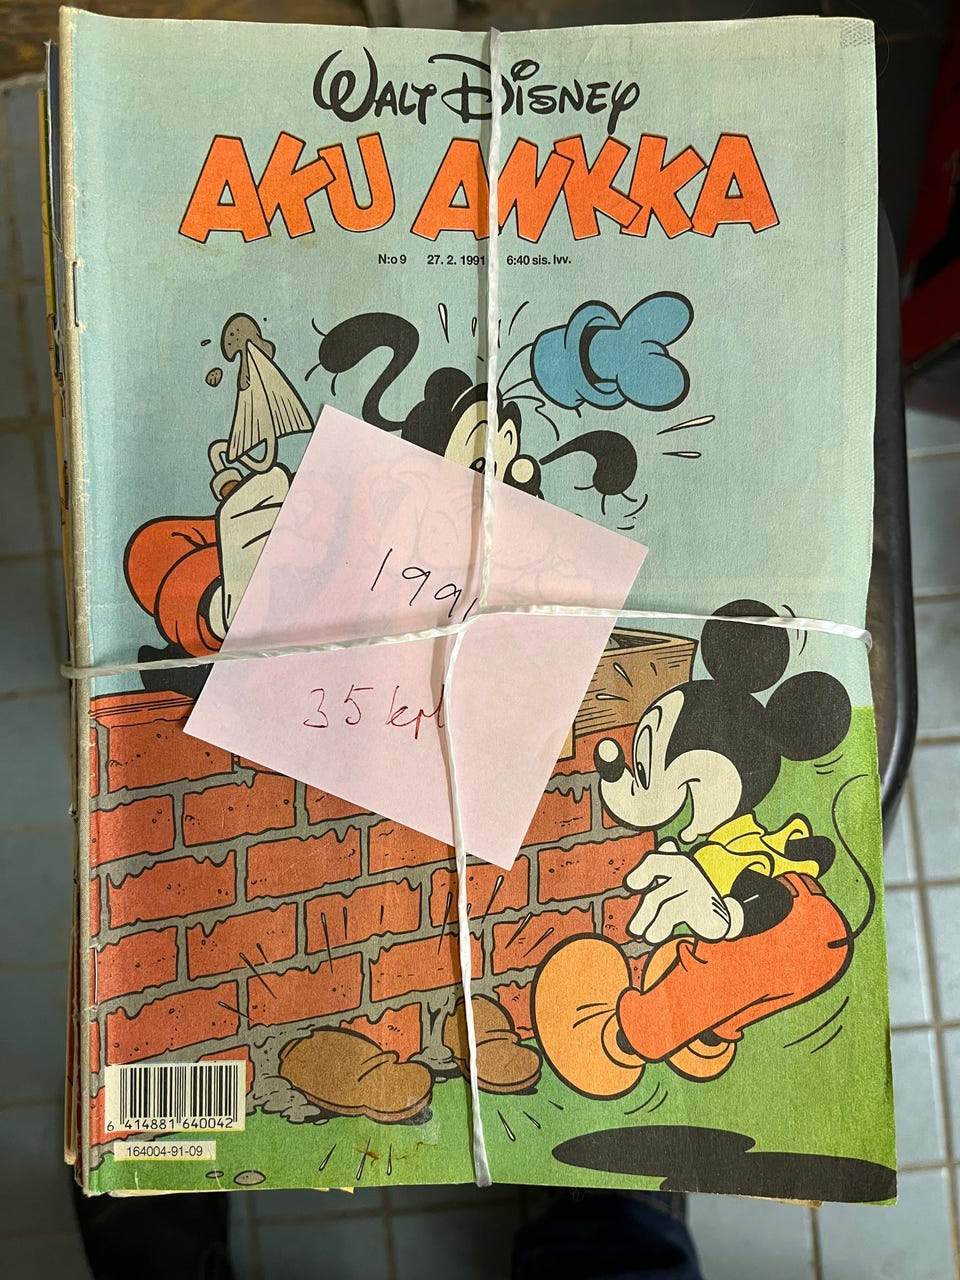 WALT DISNEY
AKU ANKKA
N:o 9 27. 2. 1991 6:40 sis. lvv.
1991
35 kpl
6 414881 640042
164004-91-09